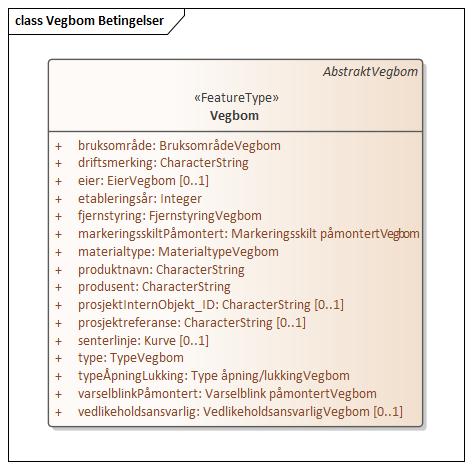 class Vegbom Betingelser
AbstraktVegbom
«FeatureType»
Vegbom
+ bruksområde: BruksområdeVegbom
+ driftsmerking: CharacterString
+ eier: EierVegbom [0..1]
+ etableringsår: Integer
+ fjernstyring: FjernstyringVegbom
+ markeringsskiltPåmontert: Markeringsskilt påmontertVegbom
+ materialtype: MaterialtypeVegbom
+ produktnavn: CharacterString
+ produsent: CharacterString
+ prosjektInternObjekt_ID: CharacterString [0..1]
+ prosjektreferanse: CharacterString [0..1]
+ senterlinje: Kurve [0..1]
+ type: TypeVegbom
+ typeÅpningLukking: Type åpning/lukkingVegbom
+ varselblinkPåmontert: Varselblink påmontertVegbom
+ vedlikeholdsansvarlig: VedlikeholdsansvarligVegbom [0..1]